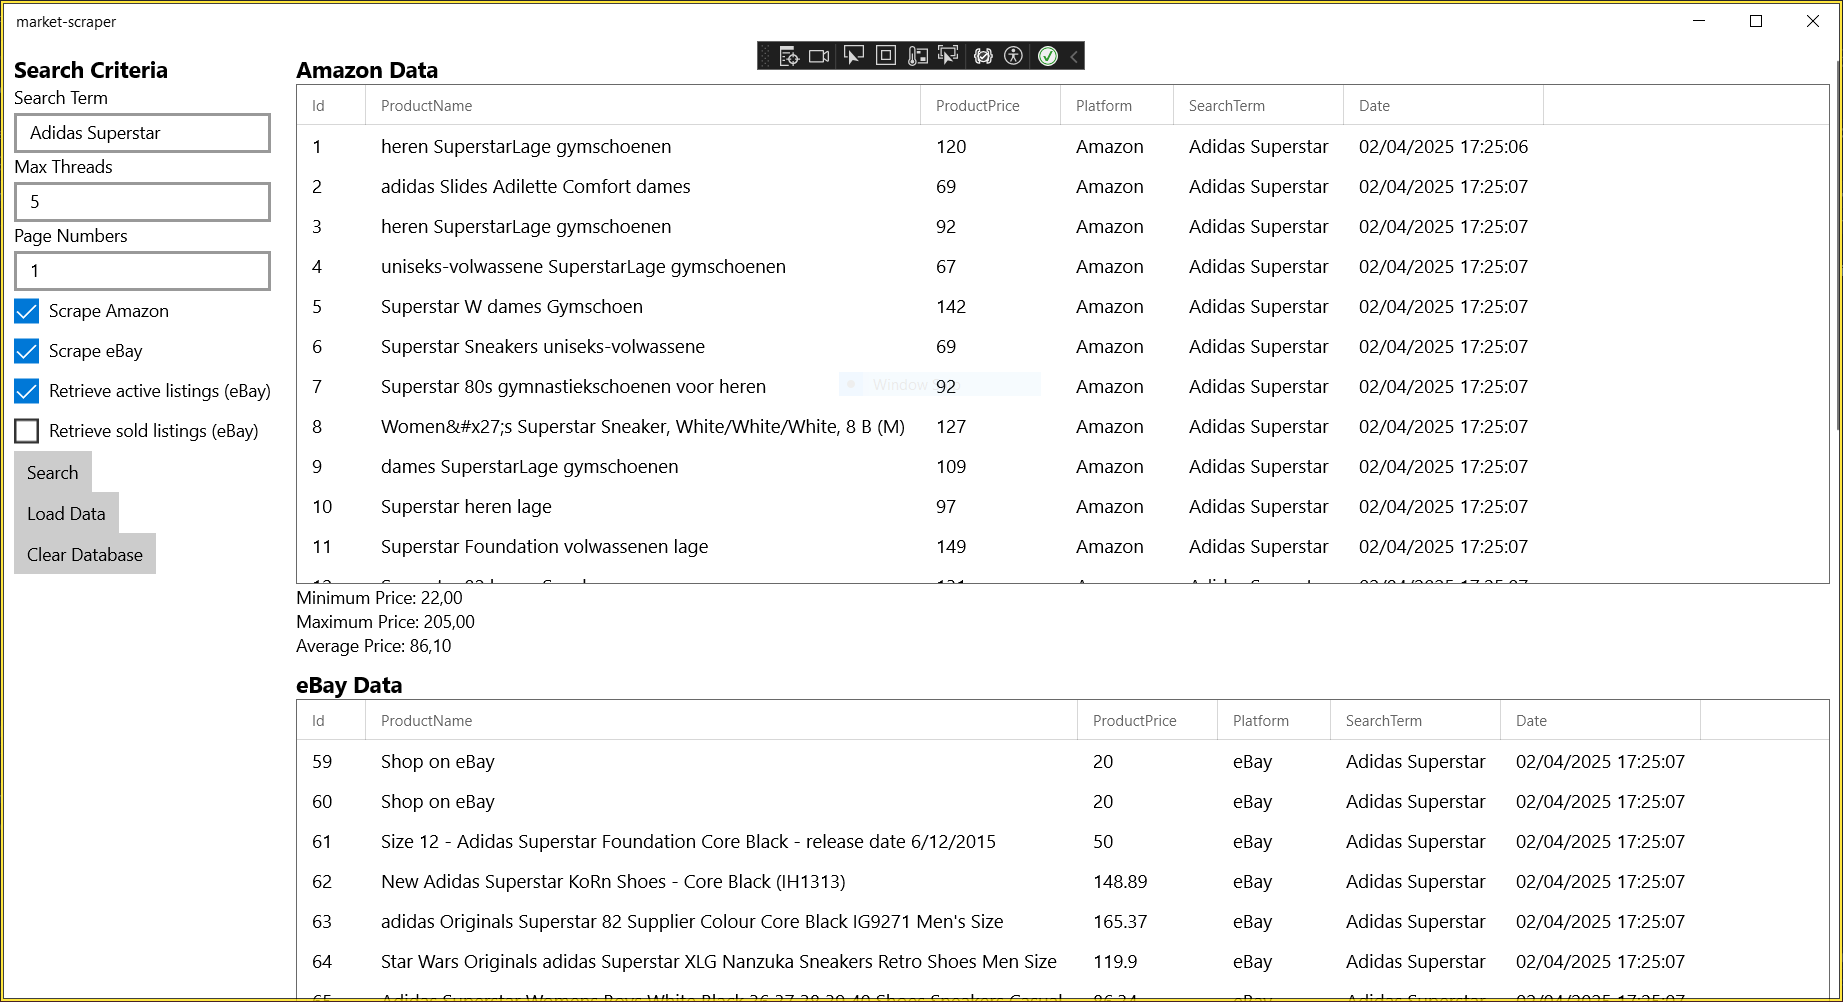 market-scraper
Search Criteria
Search Term
Adidas Superstar
Max Threads
5
Page Numbers
1
Scrape Amazon
Scrape eBay
Retrieve active listings (eBay)
Retrieve sold listings (eBay)
Search
Load Data
Clear Database
Amazon Data
Id ProductName ProductPrice Platform SearchTerm Date
1 heren SuperstarLage gymschoenen 120 Amazon Adidas Superstar 02/04/2025 17:25:06
2 adidas Slides Adilette Comfort dames 69 Amazon Adidas Superstar 02/04/2025 17:25:07
3 heren SuperstarLage gymschoenen 92 Amazon Adidas Superstar 02/04/2025 17:25:07
4 uniseks-volwassene SuperstarLage gymschoenen 67 Amazon Adidas Superstar 02/04/2025 17:25:07
5 Superstar W dames Gymschoen 142 Amazon Adidas Superstar 02/04/2025 17:25:07
6 Superstar Sneakers uniseks-volwassene 69 Amazon Adidas Superstar 02/04/2025 17:25:07
7 Superstar 80s gymnastiekschoenen voor heren 92 Amazon Adidas Superstar 02/04/2025 17:25:07
8 Women&#x27;s Superstar Sneaker, White/White/White, 8 B (M) 127 Amazon Adidas Superstar 02/04/2025 17:25:07
9 dames SuperstarLage gymschoenen 109 Amazon Adidas Superstar 02/04/2025 17:25:07
10 Superstar heren lage 97 Amazon Adidas Superstar 02/04/2025 17:25:07
11 Superstar Foundation volwassenen lage 149 Amazon Adidas Superstar 02/04/2025 17:25:07
Minimum Price: 22,00
Maximum Price: 205,00
Average Price: 86,10
eBay Data
Id ProductName ProductPrice Platform SearchTerm Date
59 Shop on eBay 20 eBay Adidas Superstar 02/04/2025 17:25:07
60 Shop on eBay 20 eBay Adidas Superstar 02/04/2025 17:25:07
61 Size 12 - Adidas Superstar Foundation Core Black - release date 6/12/2015 50 eBay Adidas Superstar 02/04/2025 17:25:07
62 New Adidas Superstar KoRn Shoes - Core Black (IH1313) 148.89 eBay Adidas Superstar 02/04/2025 17:25:07
63 adidas Originals Superstar 82 Supplier Colour Core Black IG9271 Men's Size 165.37 eBay Adidas Superstar 02/04/2025 17:25:07
64 Star Wars Originals adidas Superstar XLG Nanzuka Sneakers Retro Shoes Men Size 119.9 eBay Adidas Superstar 02/04/2025 17:25:07